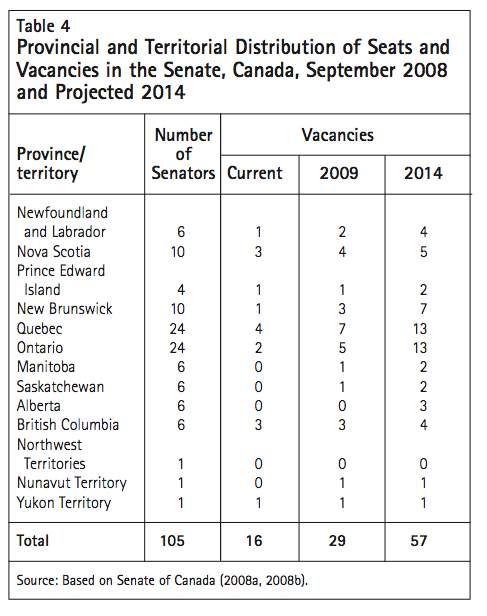 Table 4
Provincial and Territorial Distribution of Seats and
Vacancies in the Senate, Canada, September 2008
and Projected 2014
Province/ territory Number of Senators Vacancies
Current 2009 2014
Newfoundland
and Labrador 6 1 2 4
Nova Scotia 10 3 4 5
Prince Edward
Island 4 1 1 2
New Brunswick 10 1 3 7
Quebec 24 4 7 13
Ontario 24 2 5 13
Manitoba 6 0 1 2
Saskatchewan 6 0 1 2
Alberta 6 0 0 3
British Columbia 6 3 3 4
Northwest
Territories 1 0 0 0
Nunavut Territory 1 0 1 1
Yukon Territory 1 1 1 1
Total 105 16 29 57
Source: Based on Senate of Canada (2008a, 2008b).